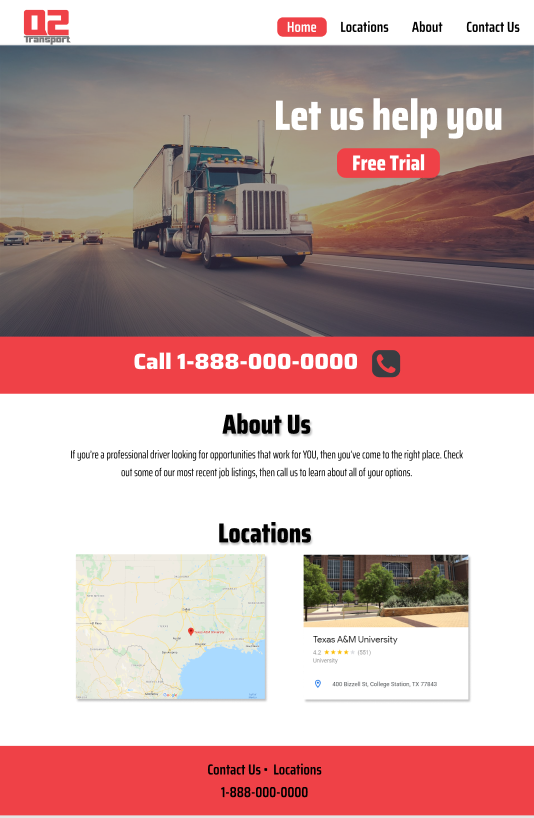 02
Transport
Home Locations About Contact Us
Let us help you
Free Trial
Call 1-888-000-0000
About Us
If you're a professional driver looking for opportunities that work for YOU, then you've come to the right place. Check
out some of our most recent job listings, then call us to learn about all of your options.
Locations
Texas A&M University
Google
Texas A&M University
4.2 ★★★★★ (551)
University
400 Bizzell St, College Station, TX 77843
Contact Us • Locations
1-888-000-0000